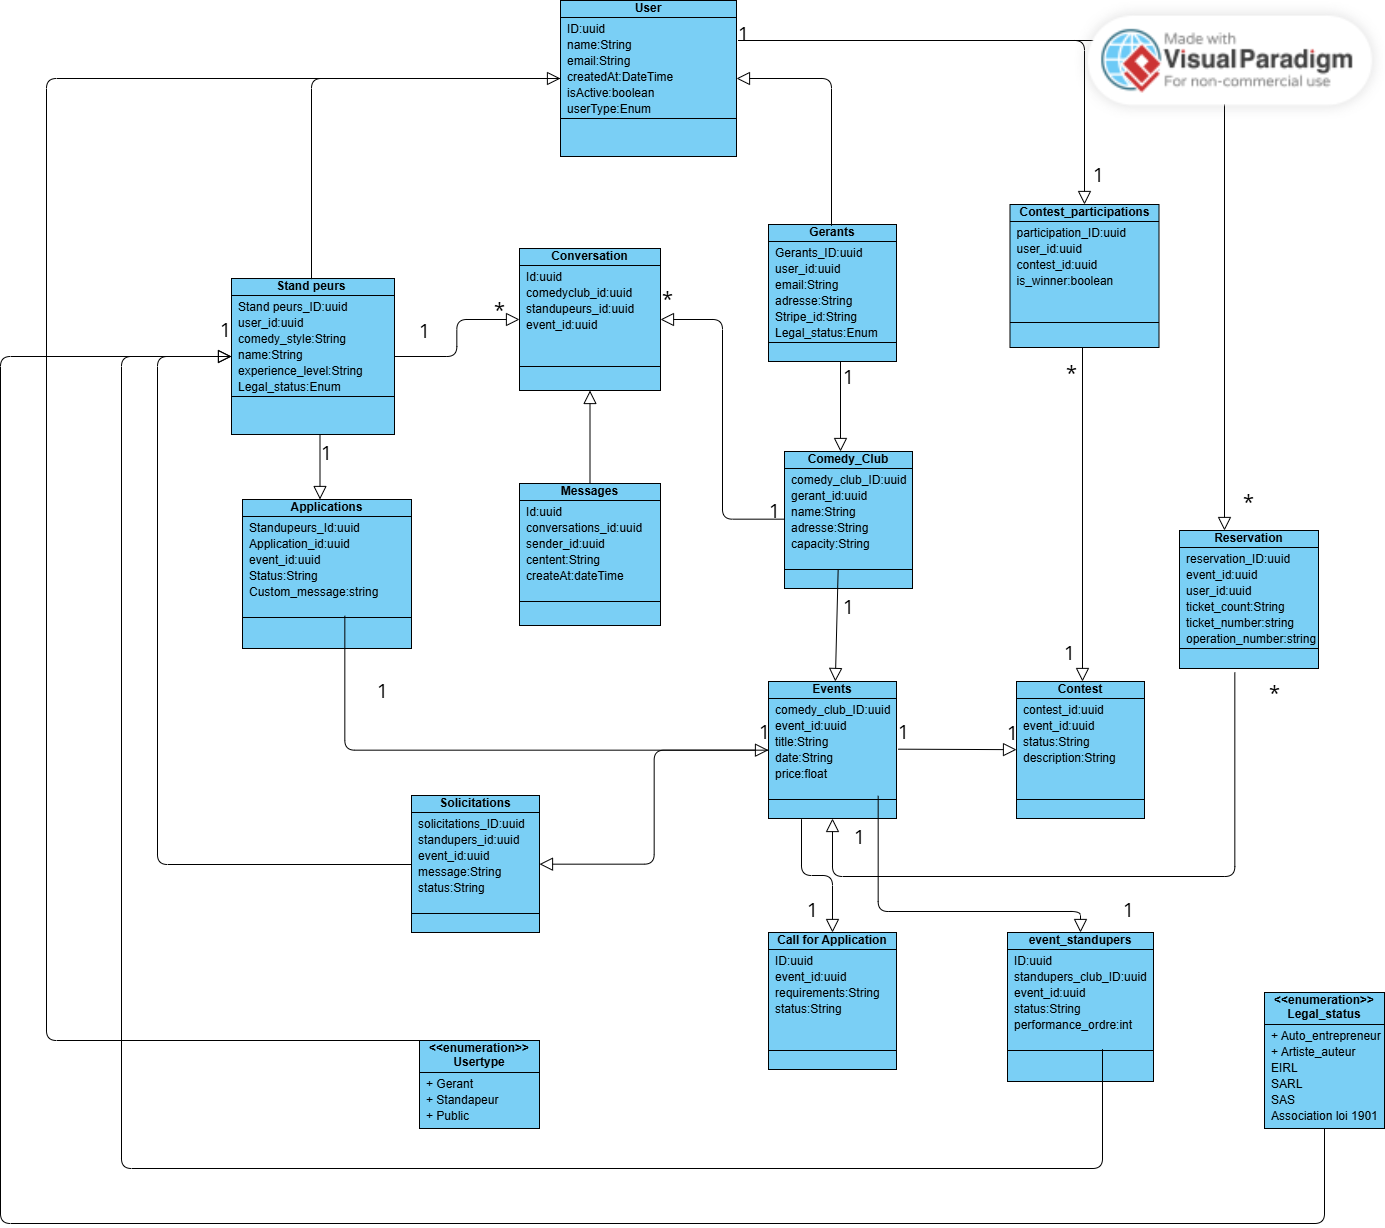 User
ID:uuid
name:String
email:String
createdAt:DateTime
isActive:boolean
userType:Enum
1
Made with
Visual Paradigm
For non-commercial use
1
Contest_participations
participation_ID:uuid
user_id:uuid
contest_id:uuid
is_winner:boolean
*
Gerants
Gerants_ID:uuid
user_id:uuid
email:String
adresse:String
Stripe_id:String
Legal_status:Enum
1
Conversation
Id:uuid
comedyclub_id:uuid
standupeurs_id:uuid
event_id:uuid
*
*
Stand peurs
Stand peurs_ID:uuid
user_id:uuid
comedy_style:String
name:String
experience_level:String
Legal_status:Enum
1
1
1
Applications
Standupeurs_Id:uuid
Application_id:uuid
event_id:uuid
Status:String
Custom_message:string
1
Messages
Id:uuid
conversations_id:uuid
sender_id:uuid
centent:String
createAt:dateTime
Comedy_Club
comedy_club_ID:uuid
gerant_id:uuid
name:String
adresse:String
capacity:String
1
1
*
Reservation
reservation_ID:uuid
event_id:uuid
user_id:uuid
ticket_count:String
ticket_number:string
operation_number:string
*
Events
comedy_club_ID:uuid
event_id:uuid
title:String
date:String
price:float
1
1
1
1
Contest
contest_id:uuid
event_id:uuid
status:String
description:String
1
Solicitations
solicitations_ID:uuid
standupers_id:uuid
event_id:uuid
message:String
status:String
1
Call for Application
ID:uuid
event_id:uuid
requirements:String
status:String
1
event_standupers
ID:uuid
standupers_club_ID:uuid
event_id:uuid
status:String
performance_ordre:int
<<enumeration>>
Legal_status
+ Auto_entrepreneur
+ Artiste_auteur
EIRL
SARL
SAS
Association loi 1901
<<enumeration>>
Usertype
+ Gerant
+ Standapeur
+ Public